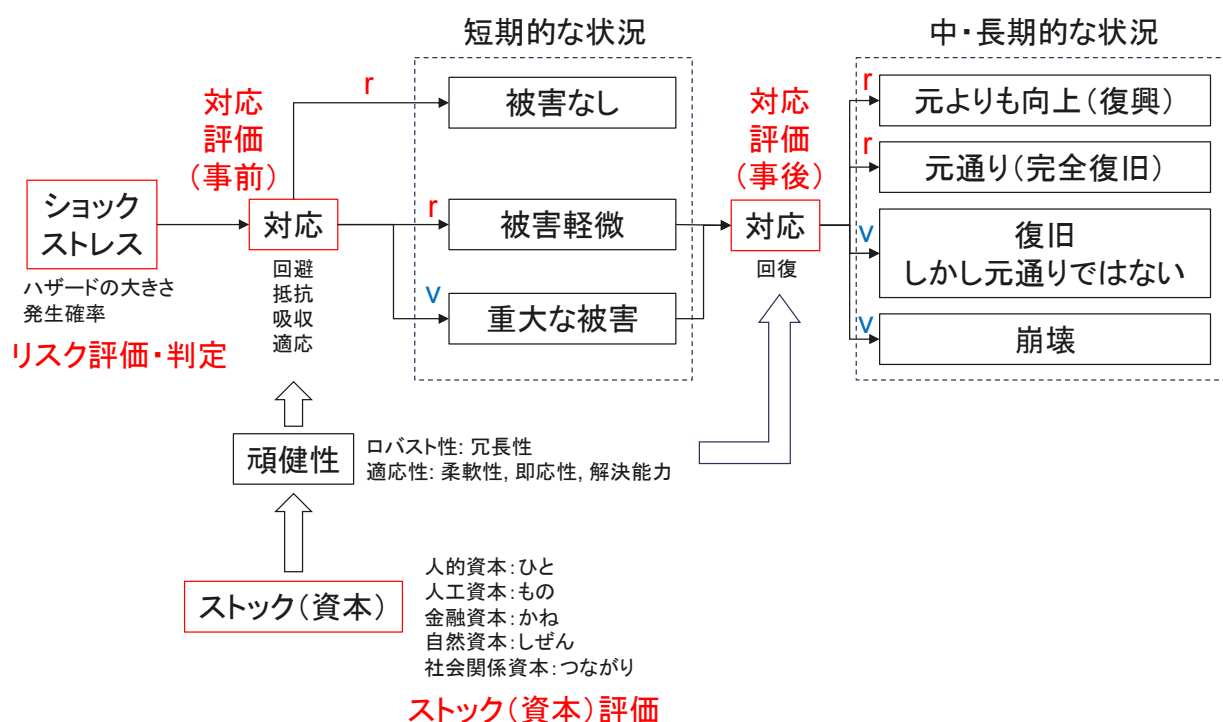 短期的な状況
中・長期的な状況
r
被害なし
対応
評価
（事前）
対応
評価
（事後）
r
元よりも向上（復興）
r
元通り（完全復旧）
ショック
ストレス
対応
r
被害軽微
対応
v
復旧
しかし元通りではない
ハザードの大きさ
発生確率
回避
抵抗
吸収
適応
v
重大な被害
回復
v
崩壊
リスク評価・判定
頑健性
ロバスト性: 冗長性
適応性: 柔軟性, 即応性, 解決能力
ストック（資本）
人的資本：ひと
人工資本：もの
金融資本：かね
自然資本：しぜん
社会関係資本：つながり
ストック（資本）評価